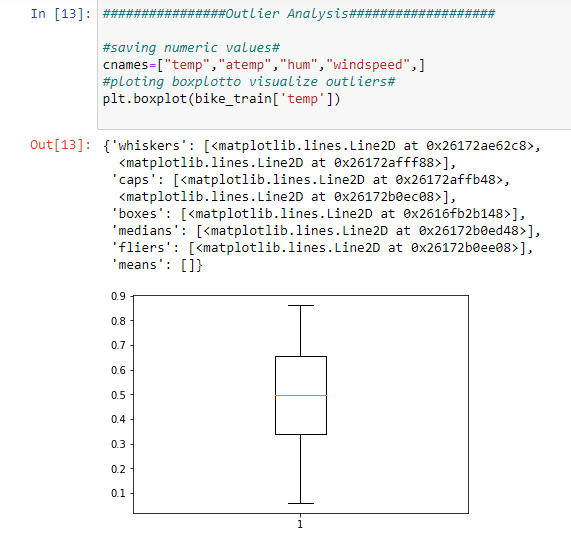 In [13]: ################Outlier Analysis###################
#saving numeric values#
cnames=["temp","atemp","hum","windspeed",]
#ploting boxplotto visualize outliers#
plt.boxplot(bike_train['temp'])
Out[13]: {'whiskers': [<matplotlib.lines.Line2D at 0x26172ae62c8>,
<matplotlib.lines.Line2D at 0x26172afff88>],
'caps': [<matplotlib.lines.Line2D at 0x26172affb48>,
<matplotlib.lines.Line2D at 0x26172b0ec08>],
'boxes': [<matplotlib.lines.Line2D at 0x2616fb2b148>],
'medians': [<matplotlib.lines.Line2D at 0x26172b0ed48>],
'fliers': [<matplotlib.lines.Line2D at 0x26172b0ee08>],
'means': []}
0.9
0.8
0.7
0.6
0.5
0.4
0.3
0.2
0.1
1